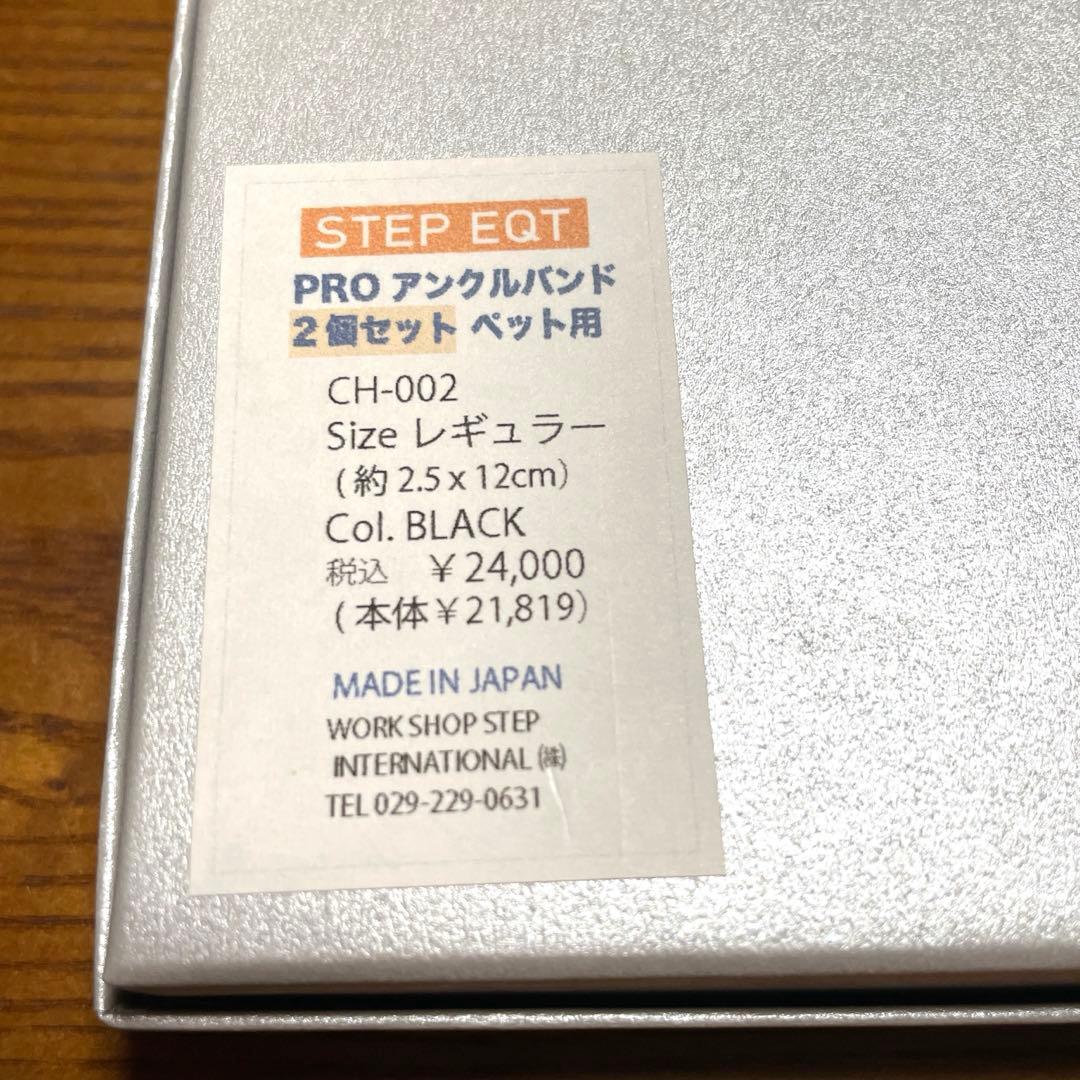 STEP EQT
PRO アンクルバンド
2個セット ペット用
CH-002
Size レギュラー
(約 2.5 x 12cm)
Col. BLACK
税込 ¥24,000
(本体¥21,819)
MADE IN JAPAN
WORK SHOP STEP
INTERNATIONAL ㈱
TEL 029-229-0631